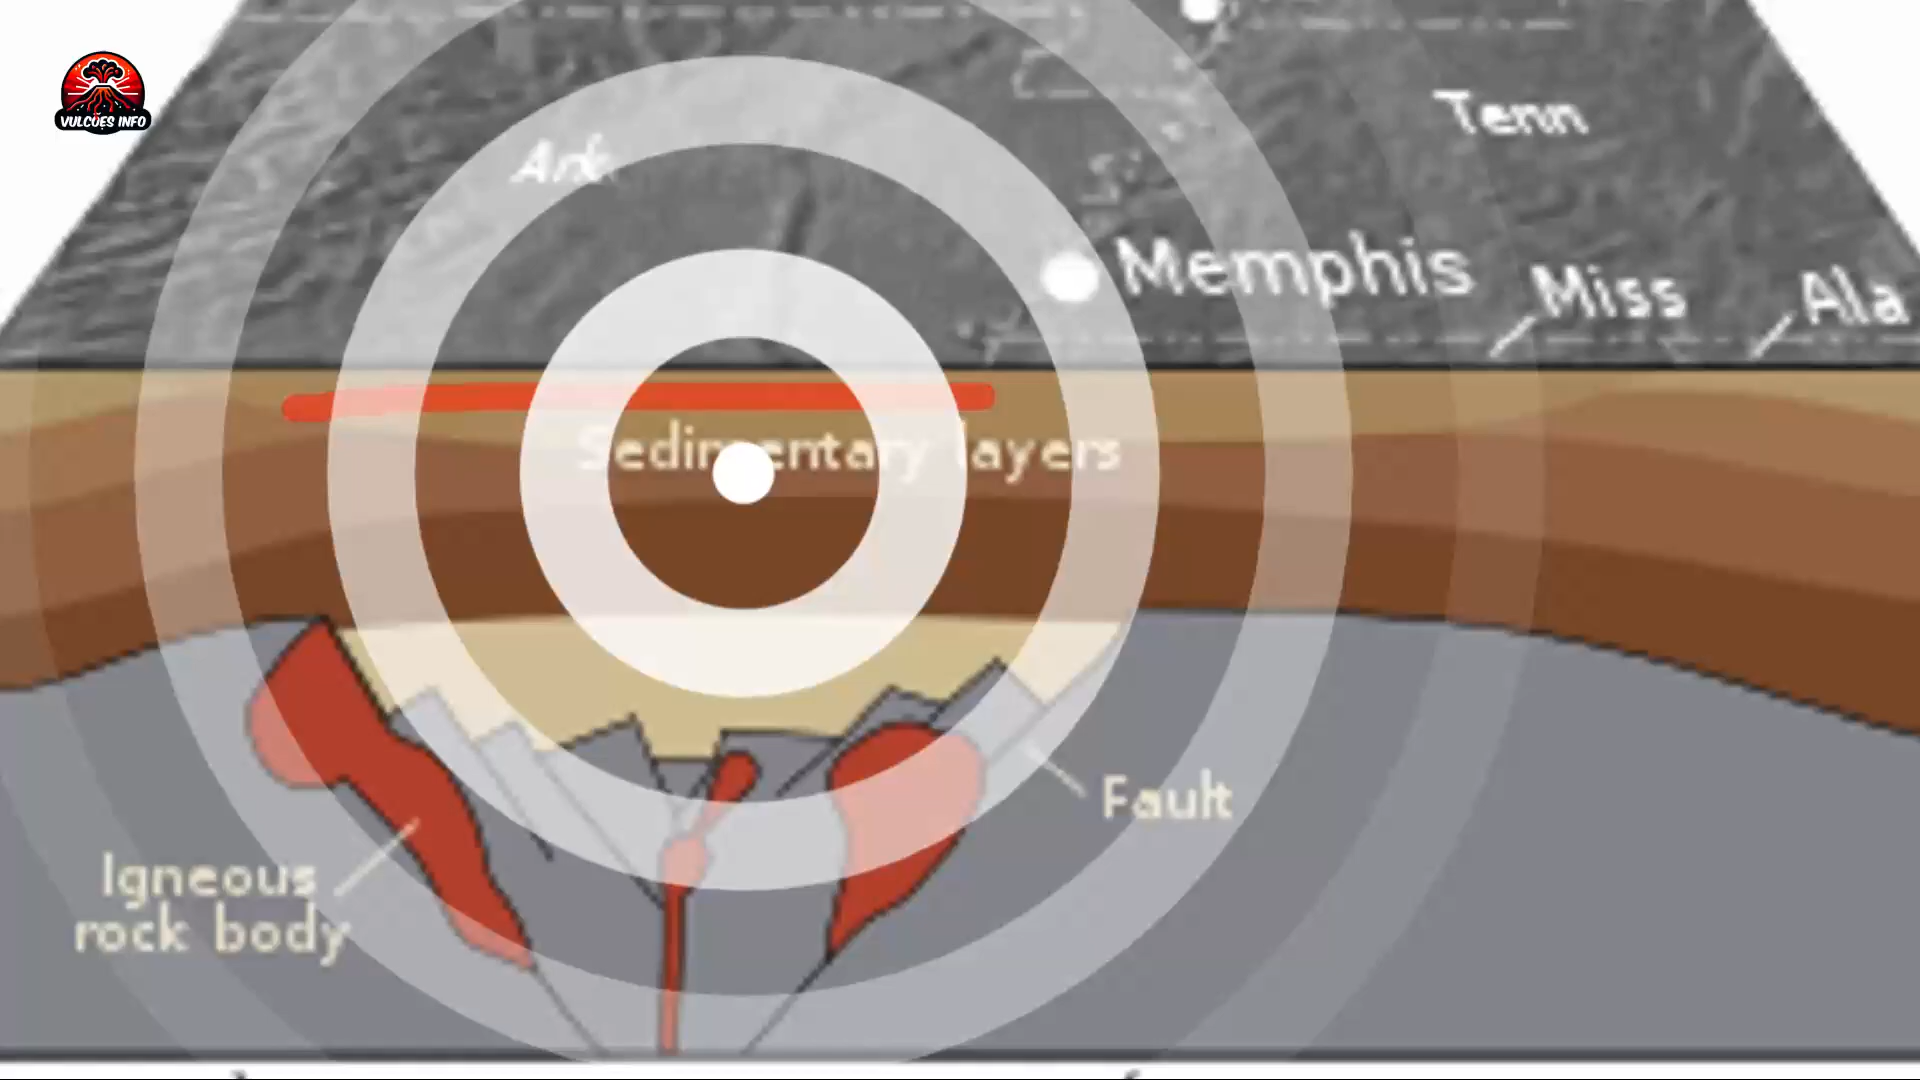 VULCÕES INFO
Ark
Tenn
Memphis
Miss
Ala
Sedimentary layers
Fault
Igneous
rock body